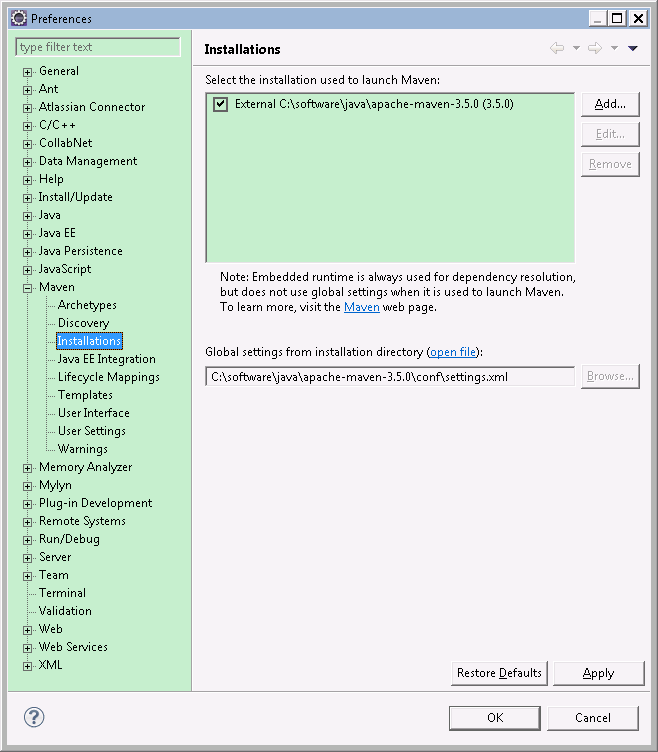 Preferences
type filter text
General
Ant
Atlassian Connector
C/C++
CollabNet
Data Management
Help
Install/Update
Java
Java EE
Java Persistence
JavaScript
Maven
Archetypes
Discovery
Installations
Java EE Integration
Lifecycle Mappings
Templates
User Interface
User Settings
Warnings
Memory Analyzer
Mylyn
Plug-in Development
Remote Systems
Run/Debug
Server
Team
Terminal
Validation
Web
Web Services
XML
Installations
Select the installation used to launch Maven:
External C:\software\java\apache-maven-3.5.0 (3.5.0)
Add...
Edit...
Remove
Note: Embedded runtime is always used for dependency resolution,
but does not use global settings when it is used to launch Maven.
To learn more, visit the Maven web page.
Global settings from installation directory (open file):
C:\software\java\apache-maven-3.5.0\conf\settings.xml
Browse...
Restore Defaults
Apply
?
OK
Cancel